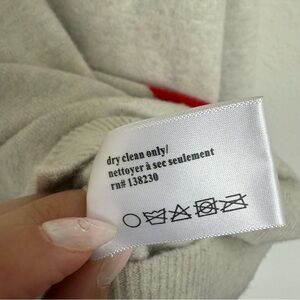 dry clean only/
nettoyer à sec seulement
rn# 138230